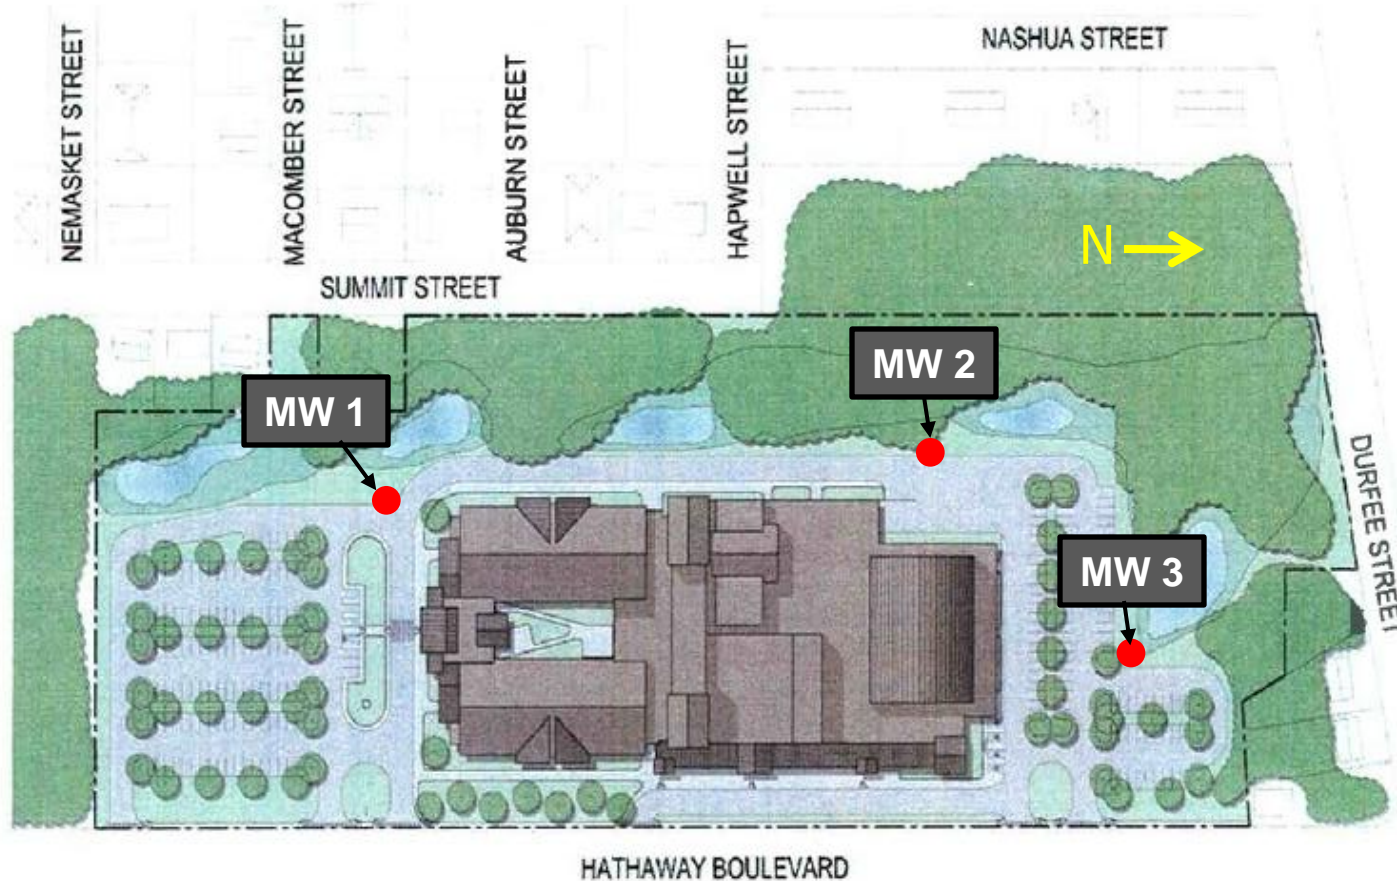 NASHUA STREET
NEMASKET STREET
MACOMBER STREET
AUBURN STREET
HAPWELL STREET
N
SUMMIT STREET
MW 2
MW 1
DURFEE STREET
MW 3
HATHAWAY BOULEVARD